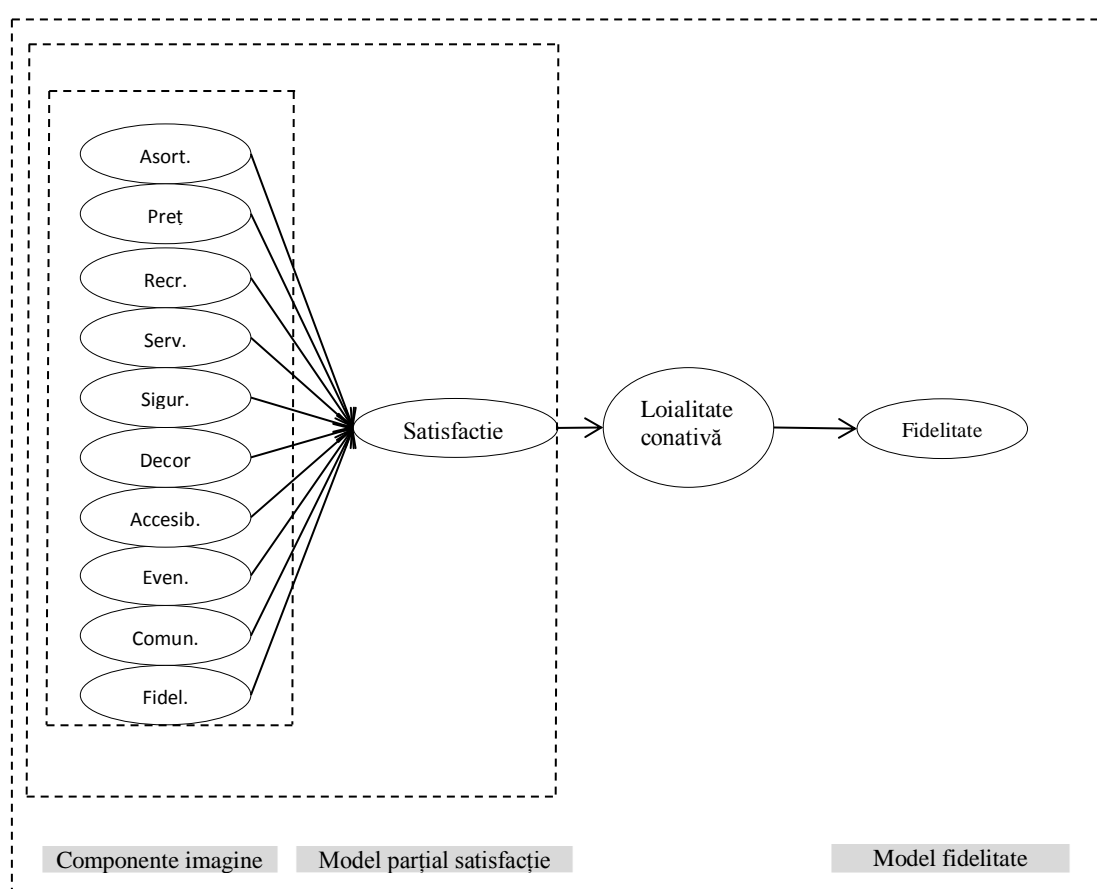 Asort.
Preț
Recr.
Serv.
Sigur.
Decor
Accesib.
Even.
Comun.
Fidel.
Satisfactie
Loialitate
conativă
Fidelitate
Componente imagine
Model parțial satisfacție
Model fidelitate